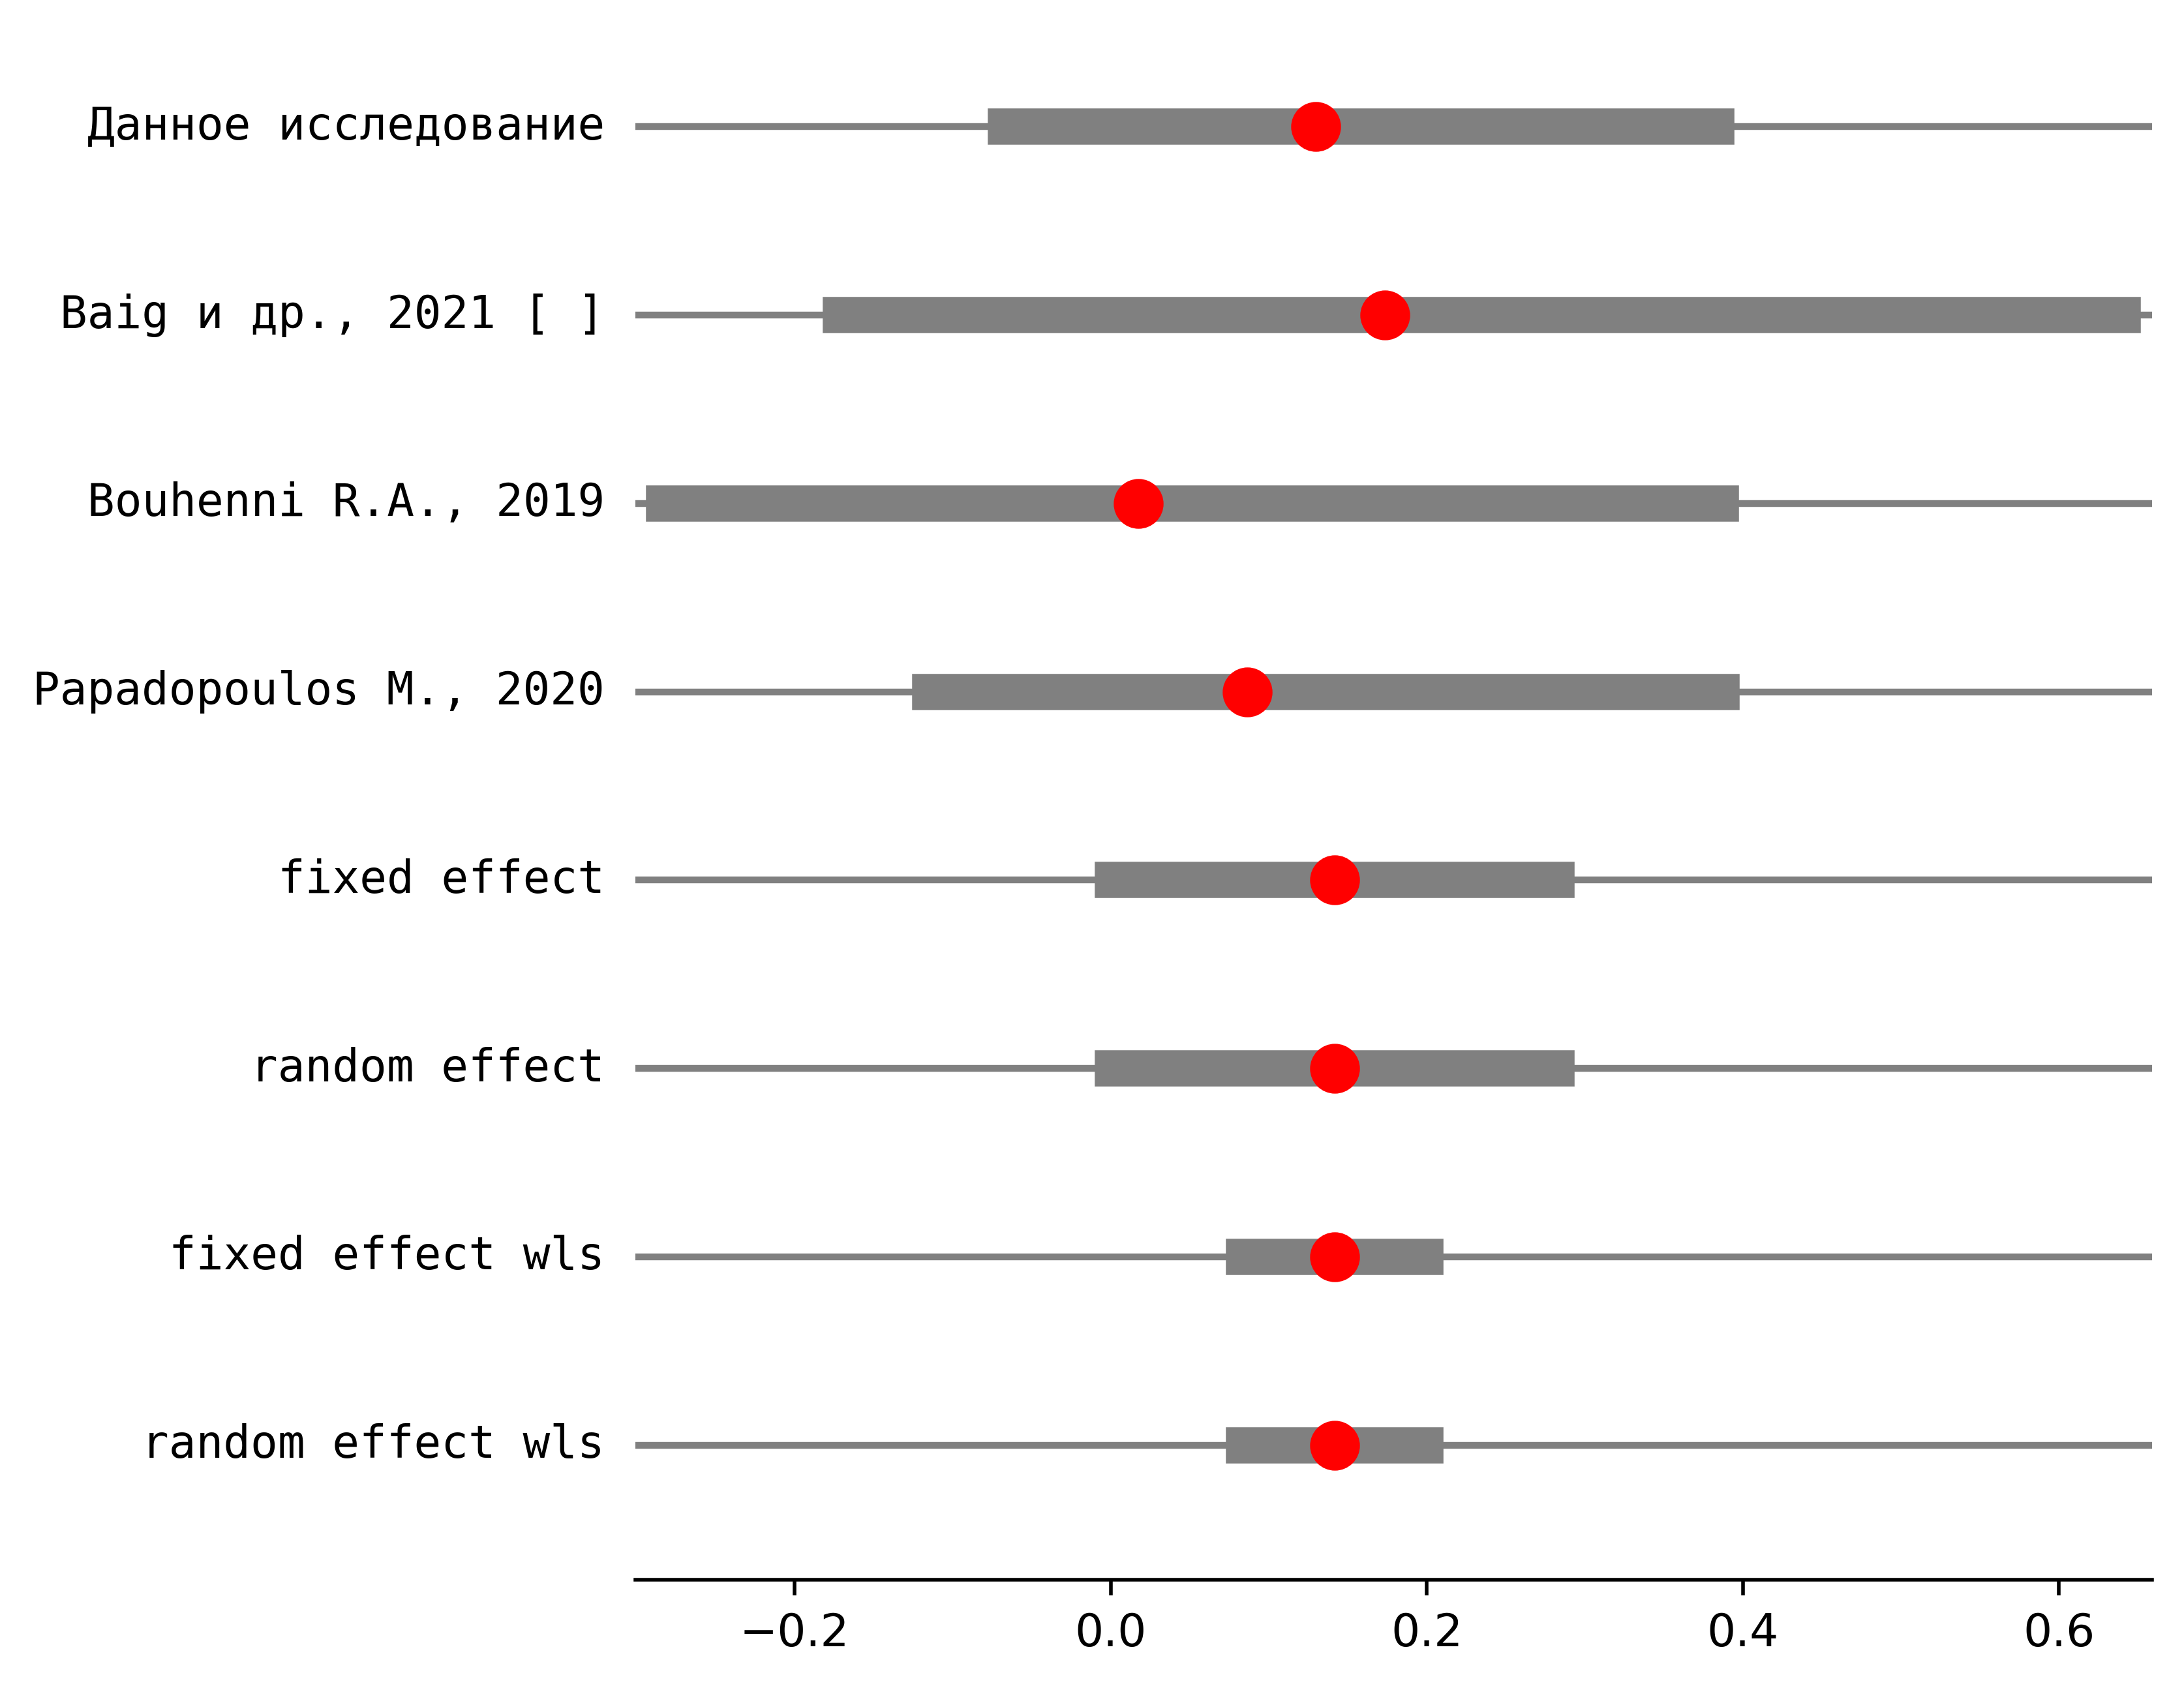 Данное исследование
Baig и др., 2021 [ ]
Bouhenni R.A., 2019
Papadopoulos M., 2020
fixed effect
random effect
fixed effect wls
random effect wls
−0.2 0.0 0.2 0.4 0.6